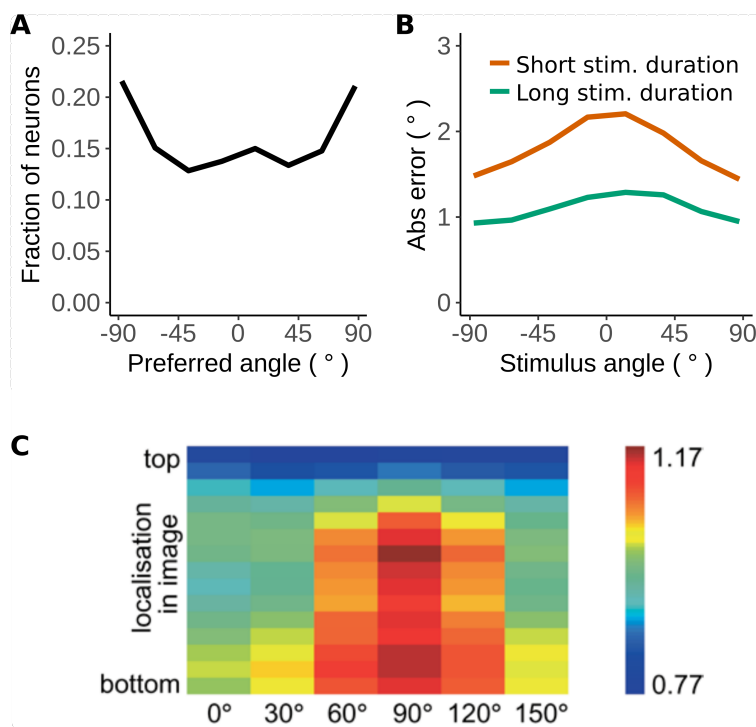 A
Fraction of neurons
0.25
0.20
0.15
0.10
0.05
0.00
-90 -45 0 45 90
Preferred angle ( ° )
B
Abs error ( ° )
3
2
1
0
Short stim. duration
Long stim. duration
-90 -45 0 45 90
Stimulus angle ( ° )
C
top
localisation
in image
bottom
0° 30° 60° 90° 120° 150°
1.17
0.77